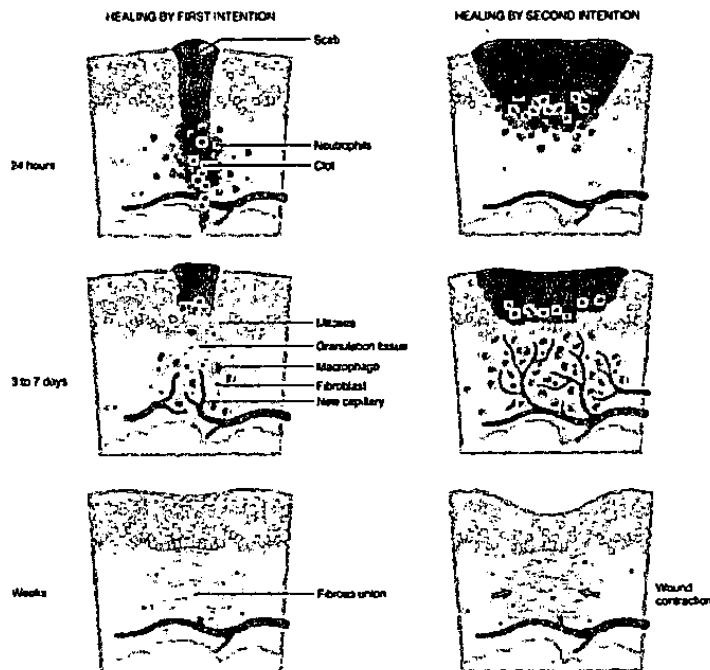 HEALING BY FIRST INTENTION
HEALING BY SECOND INTENTION
Scab
24 hours
Neutrophils
Clot
3 to 7 days
Mitoses
Granulation tissue
Macrophage
Fibroblast
New capillary
Weeks
Fibrous union
Wound
contraction